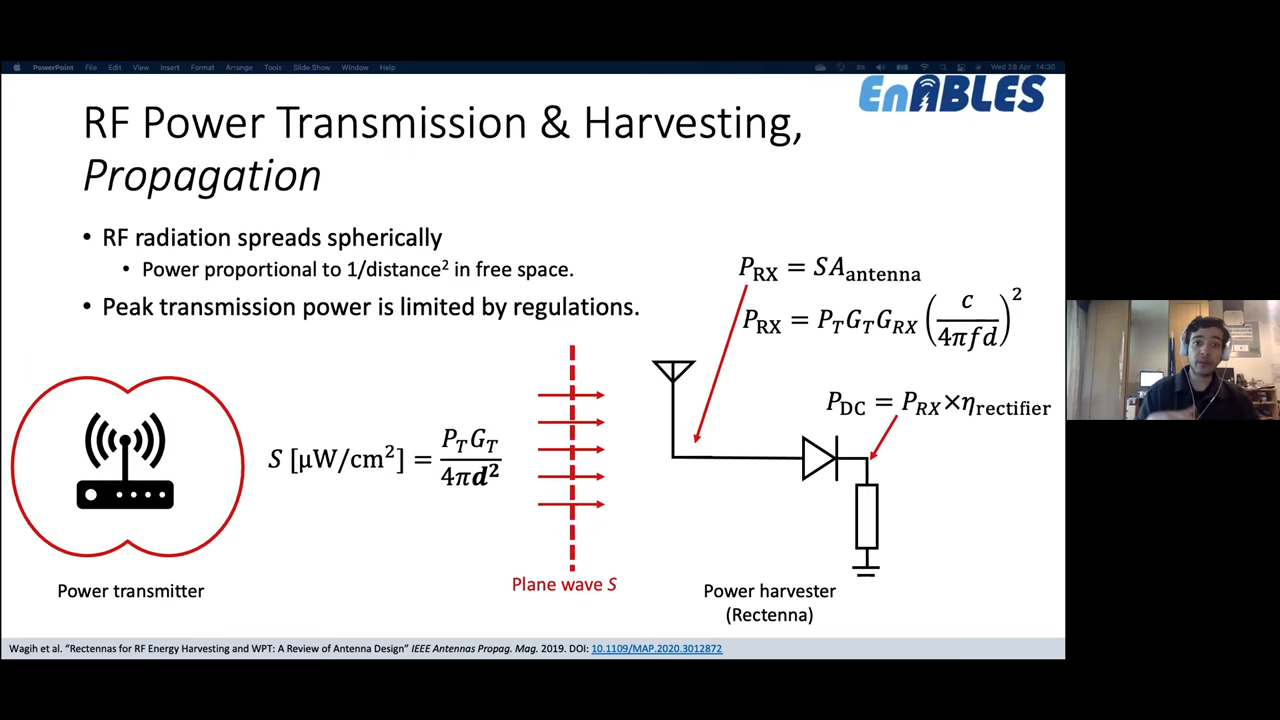 PowerPoint File Edit View Insert Format Arrange Tools Slide Show Window Help Wed 28 Apr 14:30
EnABLES
RF Power Transmission & Harvesting,
Propagation
• RF radiation spreads spherically
• Power proportional to 1/distance² in free space.
• Peak transmission power is limited by regulations.
P_RX = SA_antenna
P_RX = P_T G_T G_RX (c / 4πfd)²
P_DC = P_RX × η_rectifier
S [µW/cm²] = P_T G_T / 4πd²
Plane wave S
Power transmitter
Power harvester
(Rectenna)
Wagih et al. "Rectennas for RF Energy Harvesting and WPT: A Review of Antenna Design" IEEE Antennas Propag. Mag. 2019. DOI: 10.1109/MAP.2020.3012872